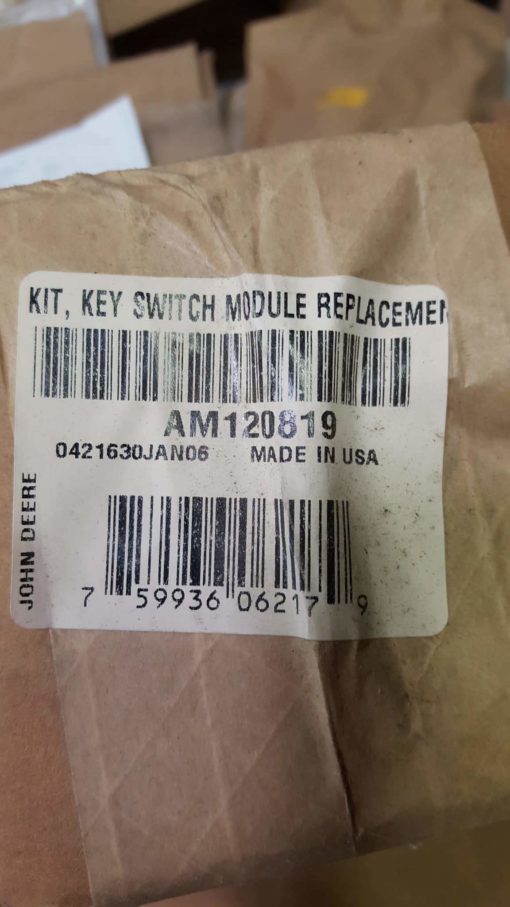 KIT, KEY SWITCH MODULE REPLACEMEN
AM120819
0421630JAN06 MADE IN USA
JOHN DEERE
7 59936 06217 9